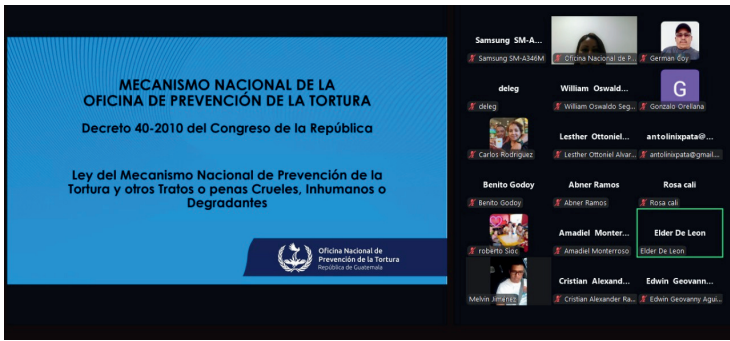 MECANISMO NACIONAL DE LA
OFICINA DE PREVENCIÓN DE LA TORTURA
Decreto 40-2010 del Congreso de la República
Ley del Mecanismo Nacional de Prevención de la
Tortura y otros Tratos o penas Crueles, Inhumanos o
Degradantes
Oficina Nacional de
Prevención de la Tortura
República de Guatemala
Samsung SM-A...
Samsung SM-A346M
Oficina Nacional de P...
German Coy
deleg
William Oswald...
G
deleg
William Oswaldo Seg...
Gonzalo Orellana
Lesther Ottoniel...
antolinixpata@...
Carlos Rodriguez
Lesther Ottoniel Alvar...
antolinixpata@gmail...
Benito Godoy
Abner Ramos
Rosa cali
Benito Godoy
Abner Ramos
Rosa cali
Amadiel Monter...
Elder De Leon
roberto Sioc
Amadiel Monterroso
Elder De Leon
Cristian Alexand...
Edwin Geovann...
Melvin Jimenez
Cristian Alexander Ra...
Edwin Geovanny Agui...